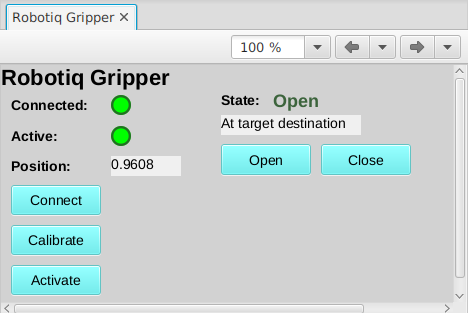 Robotiq Gripper
100 %
Robotiq Gripper
Connected:
Active:
Position: 0.9608
Connect
Calibrate
Activate
State: Open
At target destination
Open Close